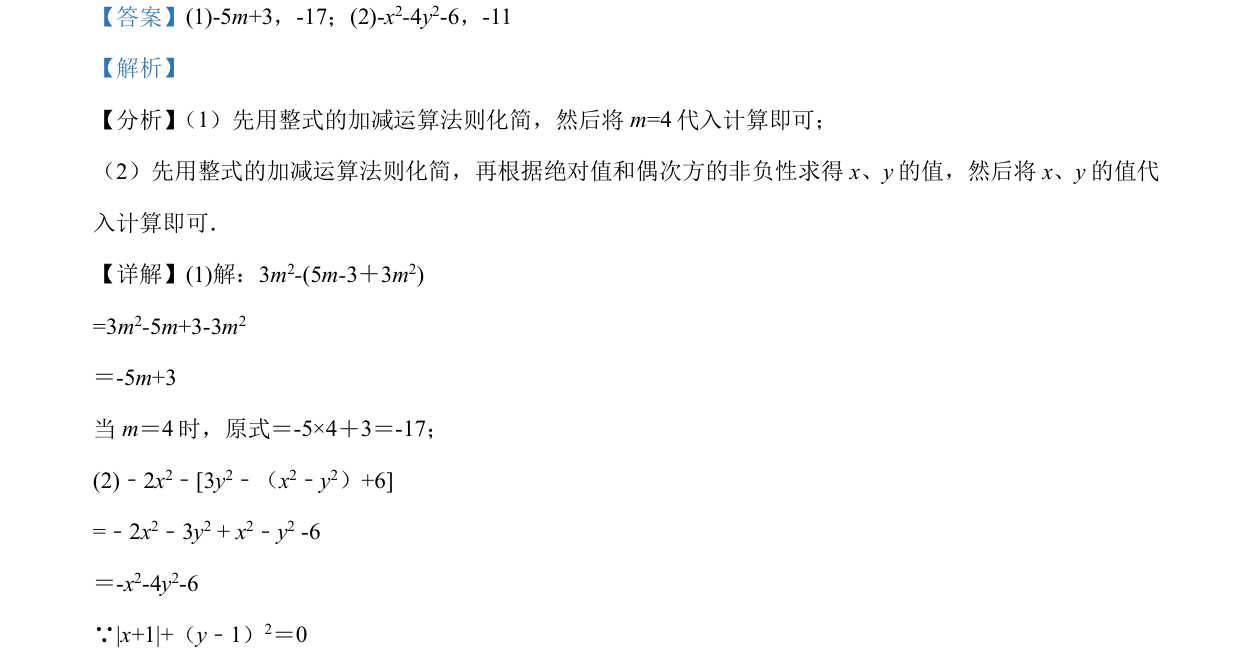 【答案】(1)-5m+3，-17；(2)-x²-4y²-6，-11
【解析】
【分析】（1）先用整式的加减运算法则化简，然后将 m=4 代入计算即可；
（2）先用整式的加减运算法则化简，再根据绝对值和偶次方的非负性求得 x、y 的值，然后将 x、y 的值代
入计算即可．
【详解】(1)解：3m²-(5m-3＋3m²)
=3m²-5m+3-3m²
＝-5m+3
当 m＝4 时，原式＝-5×4＋3＝-17；
(2)﹣2x²﹣[3y²﹣（x²﹣y²）+6]
=﹣2x²﹣3y² + x²﹣y² -6
＝-x²-4y²-6
∵|x+1|+（y﹣1）²＝0